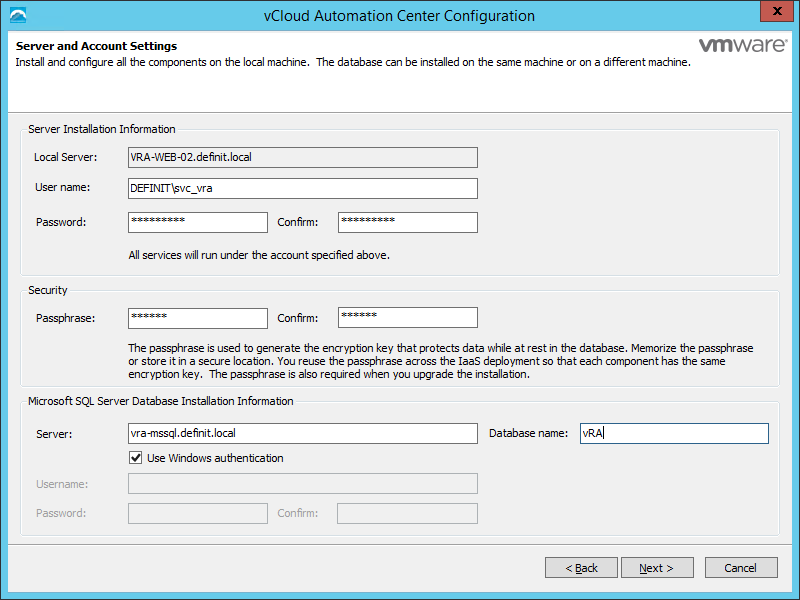 vCloud Automation Center Configuration
x
Server and Account Settings
vmware®
Install and configure all the components on the local machine. The database can be installed on the same machine or on a different machine.
Server Installation Information
Local Server: VRA-WEB-02.definit.local
User name: DEFINIT\svc_vra
Password: ********* Confirm: *********
All services will run under the account specified above.
Security
Passphrase: ****** Confirm: ******
The passphrase is used to generate the encryption key that protects data while at rest in the database. Memorize the passphrase
or store it in a secure location. You reuse the passphrase across the IaaS deployment so that each component has the same
encryption key. The passphrase is also required when you upgrade the installation.
Microsoft SQL Server Database Installation Information
Server: vra-mssql.definit.local Database name: vRA
Use Windows authentication
Username:
Password: Confirm:
< Back Next > Cancel